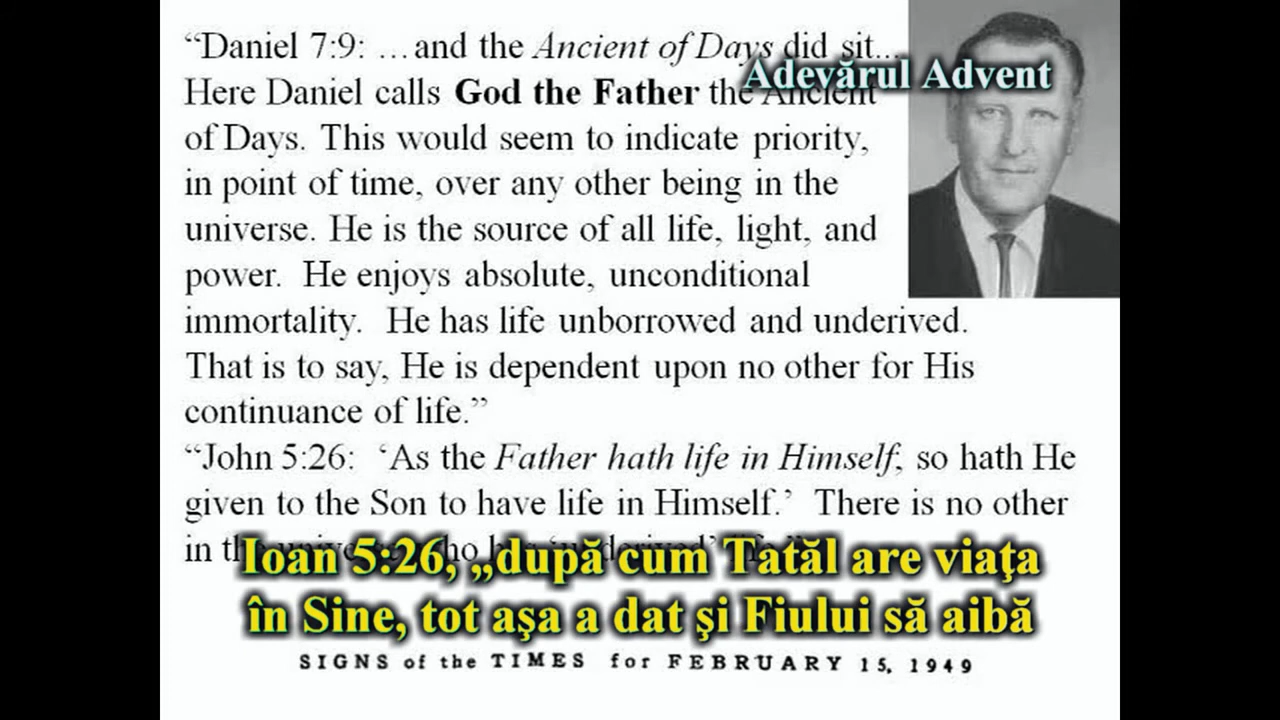 “Daniel 7:9: …and the Ancient of Days did sit…
Adevărul Advent
Here Daniel calls God the Father the Ancient
of Days. This would seem to indicate priority,
in point of time, over any other being in the
universe. He is the source of all life, light, and
power. He enjoys absolute, unconditional
immortality. He has life unborrowed and underived.
That is to say, He is dependent upon no other for His
continuance of life.”
“John 5:26: ‘As the Father hath life in Himself, so hath He
given to the Son to have life in Himself.’ There is no other
in
Ioan 5:26, „după cum Tatăl are viaţa
în Sine, tot aşa a dat şi Fiului să aibă
SIGNS of the TIMES for FEBRUARY 15, 1949